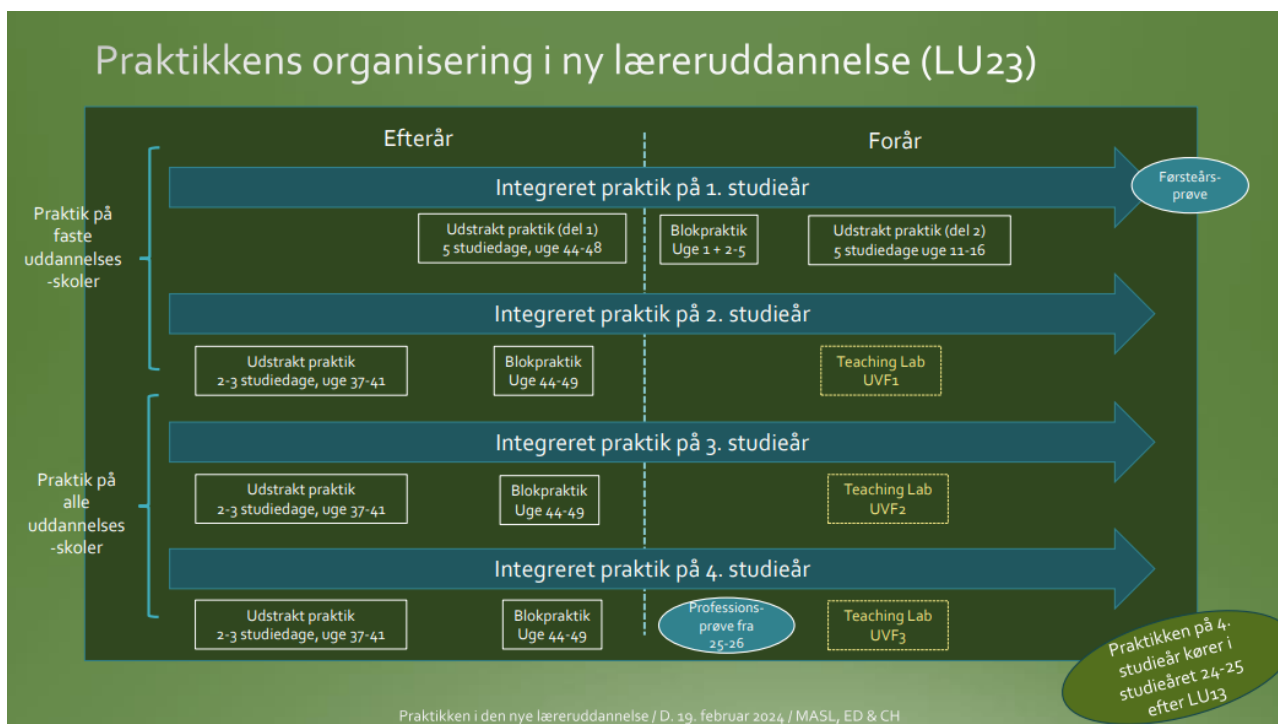 Praktikkens organisering i ny læreruddannelse (LU23)
Efterår
Forår
Praktik på
faste
uddannelses
-skoler
Integreret praktik på 1. studieår
Førsteårs-
prøve
Udstrakt praktik (del 1)
5 studiedage, uge 44-48
Blokpraktik
Uge 1 + 2-5
Udstrakt praktik (del 2)
5 studiedage uge 11-16
Integreret praktik på 2. studieår
Udstrakt praktik
2-3 studiedage, uge 37-41
Blokpraktik
Uge 44-49
Teaching Lab
UVF1
Praktik på
alle
uddannelses
-skoler
Integreret praktik på 3. studieår
Udstrakt praktik
2-3 studiedage, uge 37-41
Blokpraktik
Uge 44-49
Teaching Lab
UVF2
Integreret praktik på 4. studieår
Udstrakt praktik
2-3 studiedage, uge 37-41
Blokpraktik
Uge 44-49
Professions-
prøve fra
25-26
Teaching Lab
UVF3
Praktikken på 4.
studieår kører i
studieåret 24-25
efter LU13
Praktikken i den nye læreruddannelse / D. 19. februar 2024 / MASL, ED & CH